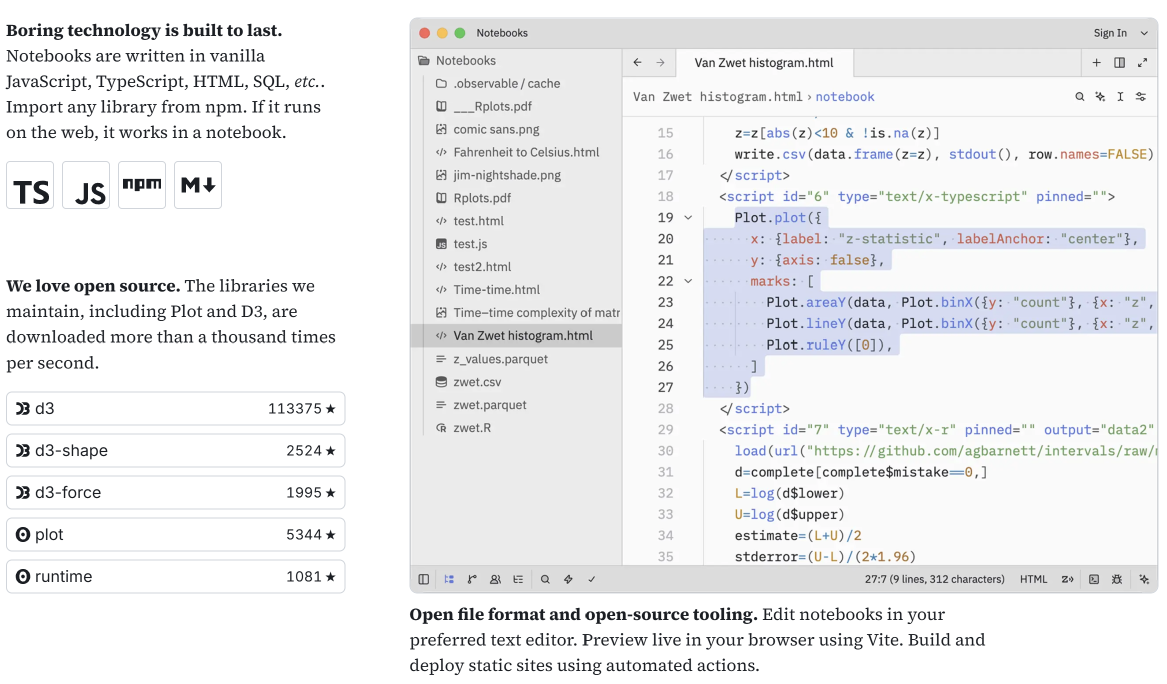 Boring technology is built to last.
Notebooks are written in vanilla
JavaScript, TypeScript, HTML, SQL, etc..
Import any library from npm. If it runs
on the web, it works in a notebook.
TS
JS
npm
M↓
We love open source. The libraries we
maintain, including Plot and D3, are
downloaded more than a thousand times
per second.
d3 113375 ★
d3-shape 2524 ★
d3-force 1995 ★
plot 5344 ★
runtime 1081 ★
Notebooks
Sign In
Notebooks
.observable / cache
___Rplots.pdf
comic sans.png
Fahrenheit to Celsius.html
jim-nightshade.png
Rplots.pdf
test.html
test.js
test2.html
Time-time.html
Time–time complexity of matr
Van Zwet histogram.html
z_values.parquet
zwet.csv
zwet.parquet
zwet.R
Van Zwet histogram.html
Van Zwet histogram.html › notebook
15 z=z[abs(z)<10 & !is.na(z)]
16 write.csv(data.frame(z=z), stdout(), row.names=FALSE)
17 </script>
18 <script id="6" type="text/x-typescript" pinned="">
19 Plot.plot({
20 x: {label: "z-statistic", labelAnchor: "center"},
21 y: {axis: false},
22 marks: [
23 Plot.areaY(data, Plot.binX({y: "count"}, {x: "z",
24 Plot.lineY(data, Plot.binX({y: "count"}, {x: "z",
25 Plot.ruleY([0]),
26 ]
27 })
28 </script>
29 <script id="7" type="text/x-r" pinned="" output="data2"
30 load(url("https://github.com/agbarnett/intervals/raw/
31 d=complete[complete$mistake==0,]
32 L=log(d$lower)
33 U=log(d$upper)
34 estimate=(L+U)/2
35 stderror=(U-L)/(2*1.96)
27:7 (9 lines, 312 characters) HTML
Open file format and open-source tooling. Edit notebooks in your
preferred text editor. Preview live in your browser using Vite. Build and
deploy static sites using automated actions.